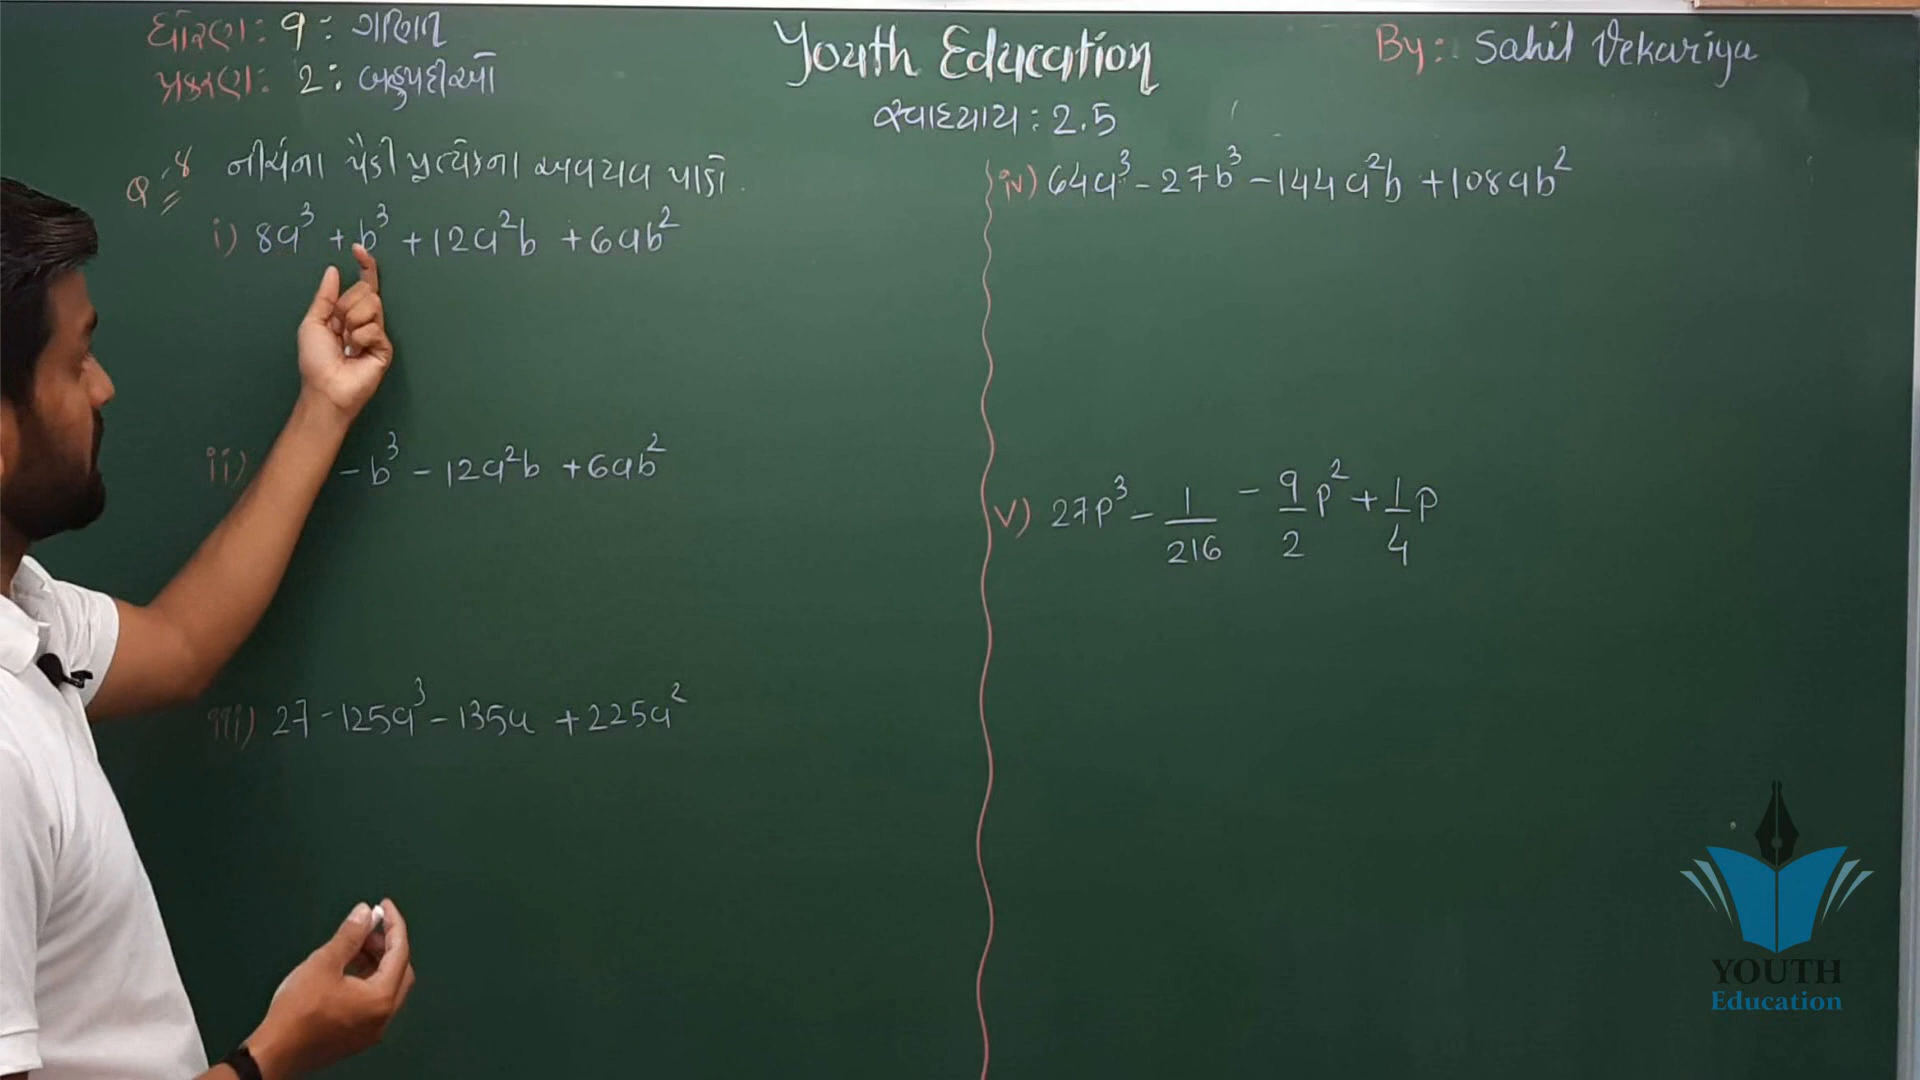 ધોરણ : 9 : ગણિત
પ્રકરણ : 2 : બહુપદીઓ
Youth Education
સ્વાધ્યાય : 2.5
By : Sahil Vekariya
Q.૪ નીચેના પૈકી પ્રત્યેકના અવયવ પાડો.
i) 8a³ + b³ + 12a²b + 6ab²
ii) - b³ - 12a²b + 6ab²
iii) 27 - 125a³ - 135a + 225a²
iv) 64a³ - 27b³ - 144a²b + 108ab²
v) 27p³ - 1/216 - 9/2 p² + 1/4 p
YOUTH
Education